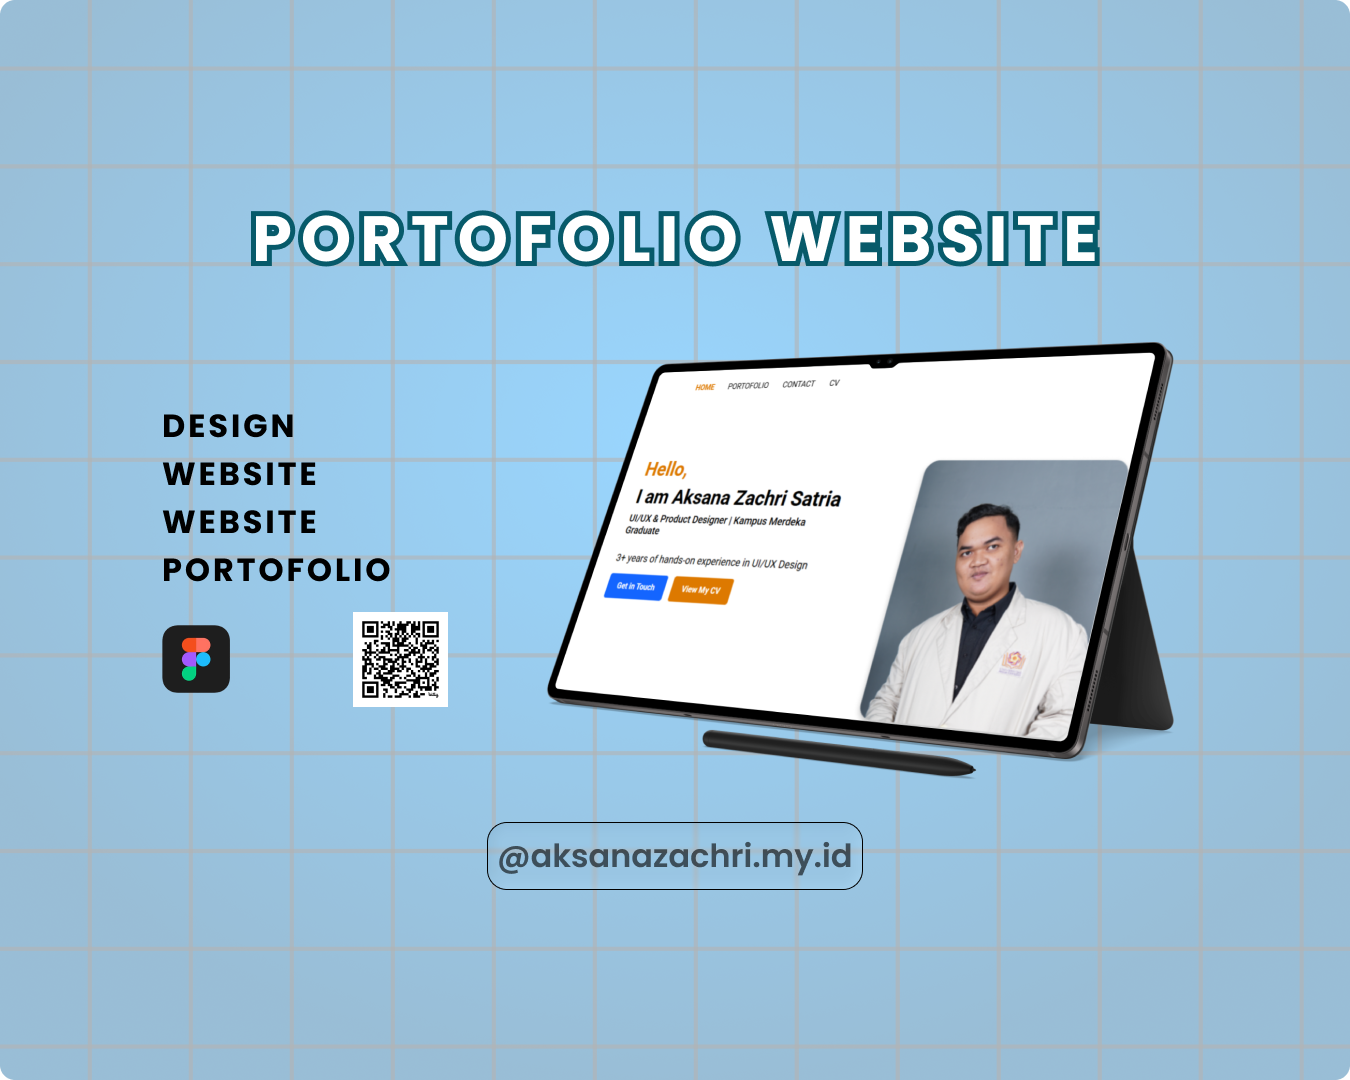 PORTOFOLIO WEBSITE
DESIGN
WEBSITE
WEBSITE
PORTOFOLIO
HOME PORTOFOLIO CONTACT CV
Hello,
I am Aksana Zachri Satria
UI/UX & Product Designer | Kampus Merdeka
Graduate
3+ years of hands-on experience in UI/UX Design
Get in Touch View My CV
@aksanazachri.my.id